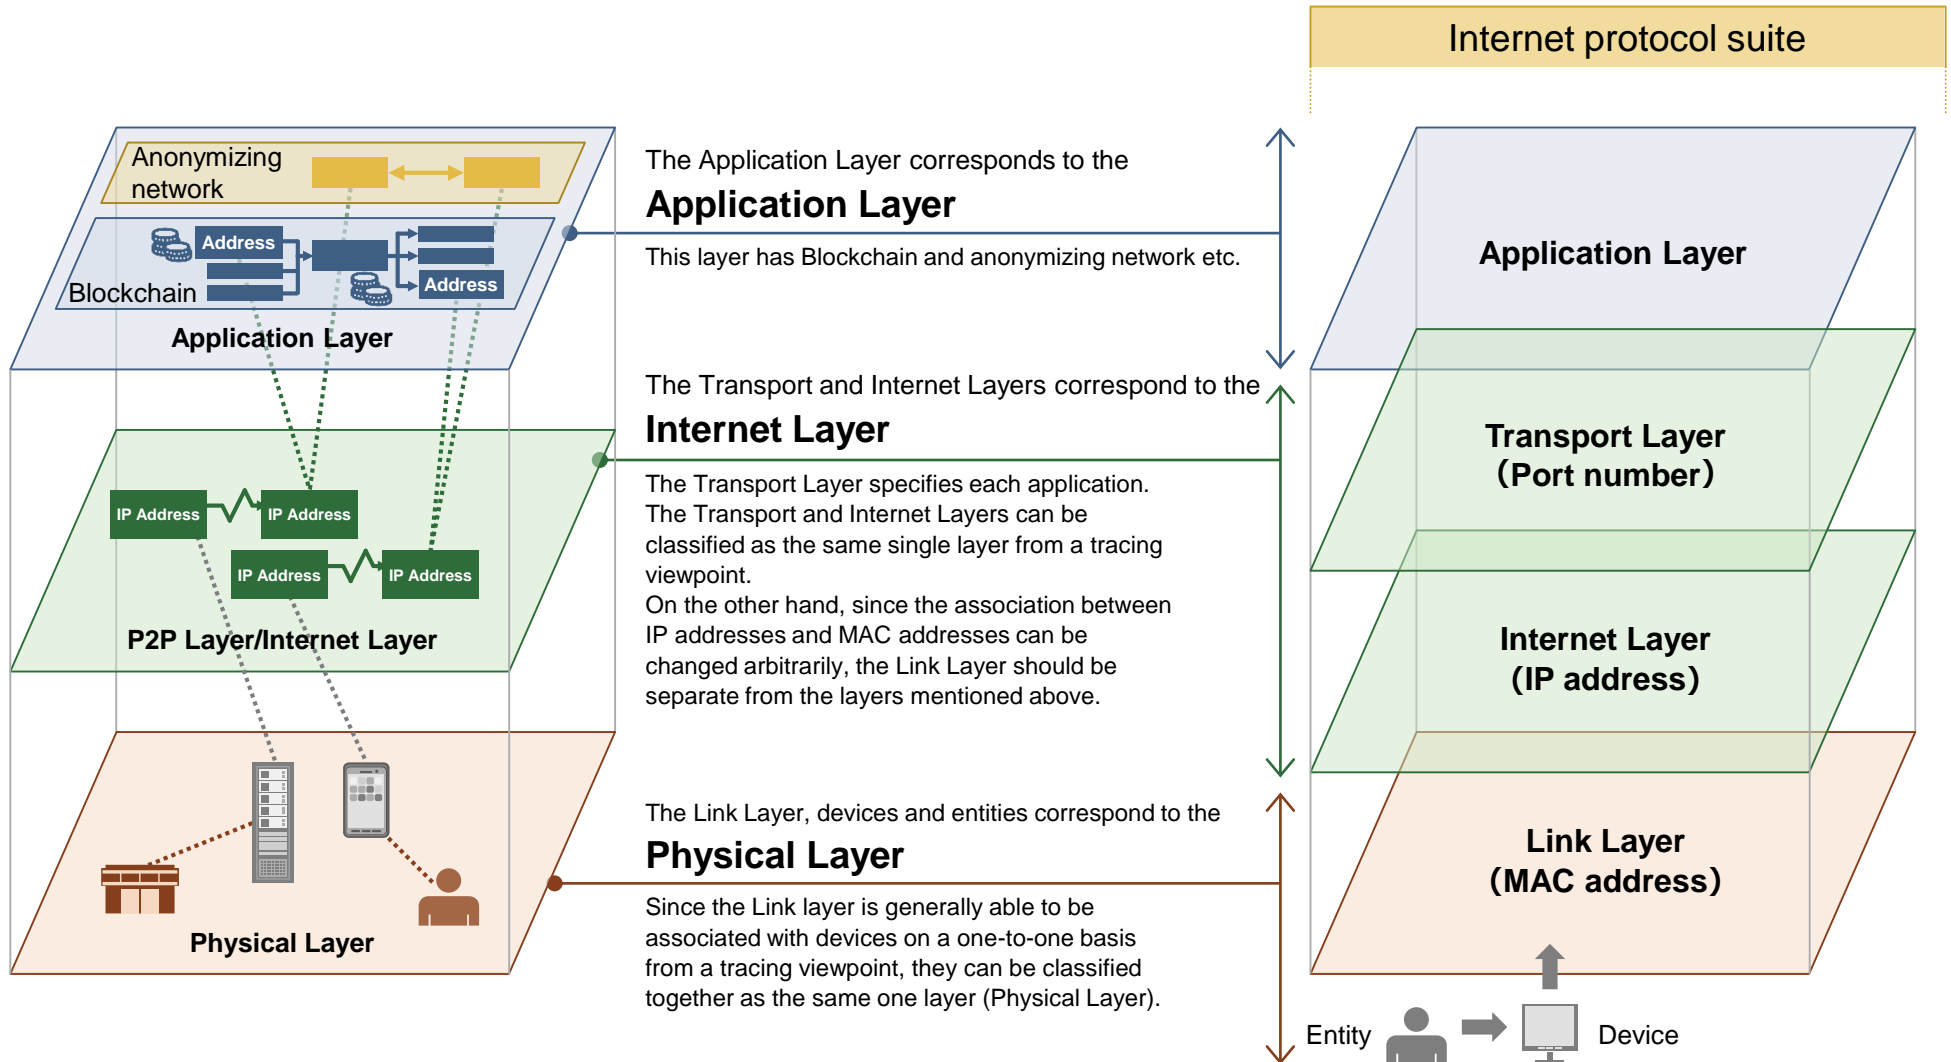 Internet protocol suite
Anonymizing
network
Address
Blockchain
Address
Application Layer
IP Address
IP Address
IP Address
IP Address
P2P Layer/Internet Layer
Physical Layer
The Application Layer corresponds to the
Application Layer
This layer has Blockchain and anonymizing network etc.
The Transport and Internet Layers correspond to the
Internet Layer
The Transport Layer specifies each application.
The Transport and Internet Layers can be
classified as the same single layer from a tracing
viewpoint.
On the other hand, since the association between
IP addresses and MAC addresses can be
changed arbitrarily, the Link Layer should be
separate from the layers mentioned above.
The Link Layer, devices and entities correspond to the
Physical Layer
Since the Link layer is generally able to be
associated with devices on a one-to-one basis
from a tracing viewpoint, they can be classified
together as the same one layer (Physical Layer).
Application Layer
Transport Layer
（Port number）
Internet Layer
（IP address）
Link Layer
（MAC address）
Entity
Device